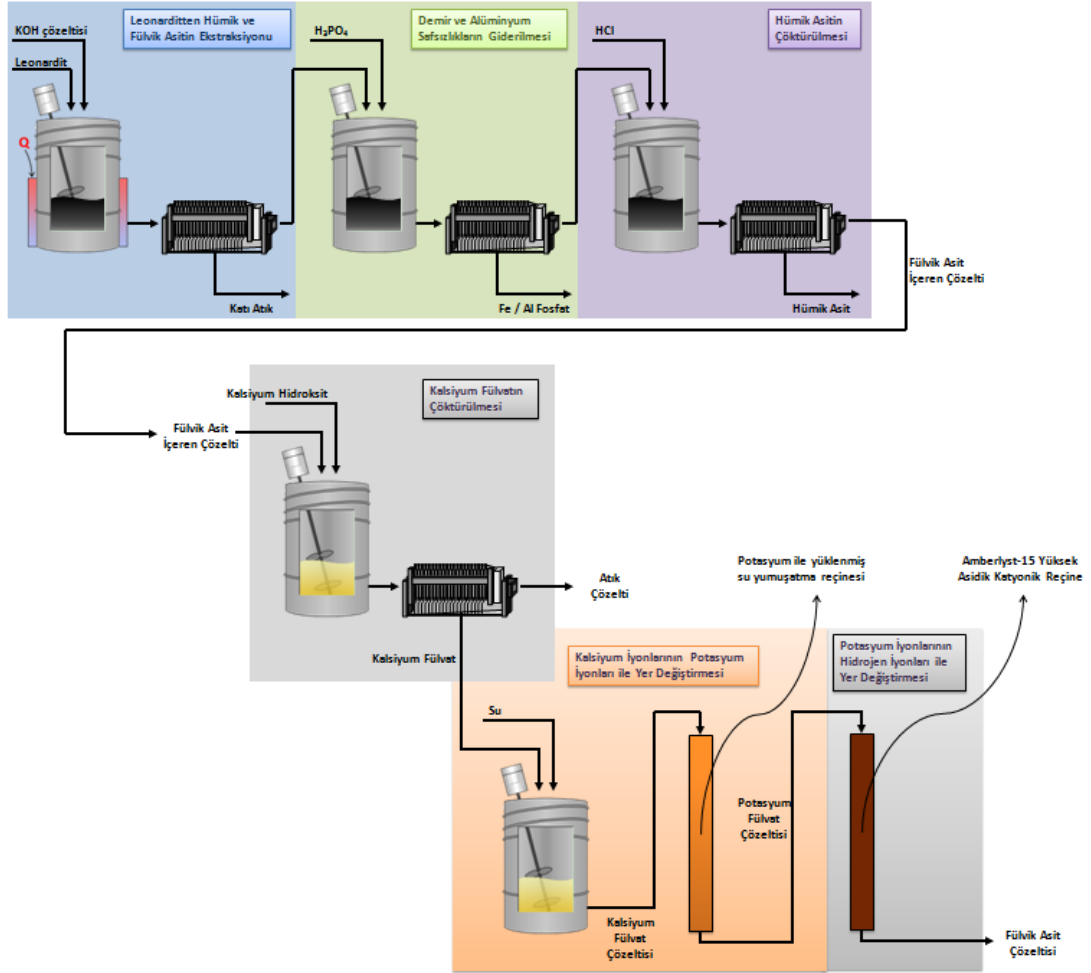 Leonarditten Hümik ve
Fülvik Asitin Ekstraksiyonu
KOH çözeltisi
Leonardit
Q
Katı Atık
Demir ve Alüminyum
Safsızlıkların Giderilmesi
H₃PO₄
Fe / Al Fosfat
Hümik Asitin
Çöktürülmesi
HCl
Hümik Asit
Fülvik Asit
İçeren Çözelti
Kalsiyum Fülvatın
Çöktürülmesi
Kalsiyum Hidroksit
Fülvik Asit
İçeren Çözelti
Atık
Çözelti
Kalsiyum Fülvat
Potasyum ile yüklenmiş
su yumuşatma reçinesi
Amberlyst-15 Yüksek
Asidik Katyonik Reçine
Kalsiyum İyonlarının Potasyum
İyonları ile Yer Değiştirmesi
Potasyum İyonlarının
Hidrojen İyonları ile
Yer Değiştirmesi
Su
Potasyum
Fülvat
Çözeltisi
Kalsiyum
Fülvat
Çözeltisi
Fülvik Asit
Çözeltisi